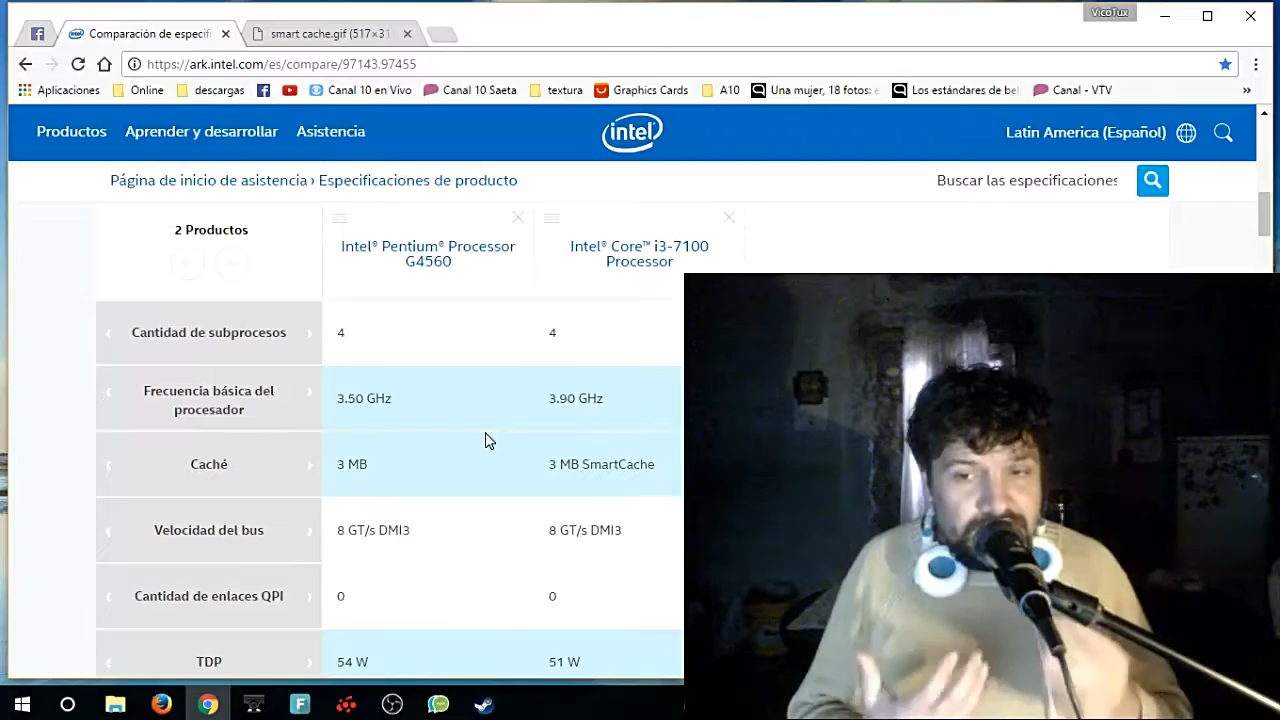 VicoTux
Comparación de especifi
smart cache.gif (517×31
https://ark.intel.com/es/compare/97143,97455
Aplicaciones
Online
descargas
Canal 10 en Vivo
Canal 10 Saeta
textura
Graphics Cards
A10
Una mujer, 18 fotos: e
Los estándares de bel
Canal - VTV
»
Productos
Aprender y desarrollar
Asistencia
intel
Latin America (Español)
Página de inicio de asistencia › Especificaciones de producto
Buscar las especificaciones
2 Productos
Intel® Pentium® Processor
G4560
Intel® Core™ i3-7100
Processor
Cantidad de subprocesos
4
4
Frecuencia básica del
procesador
3.50 GHz
3.90 GHz
Caché
3 MB
3 MB SmartCache
Velocidad del bus
8 GT/s DMI3
8 GT/s DMI3
Cantidad de enlaces QPI
0
0
TDP
54 W
51 W